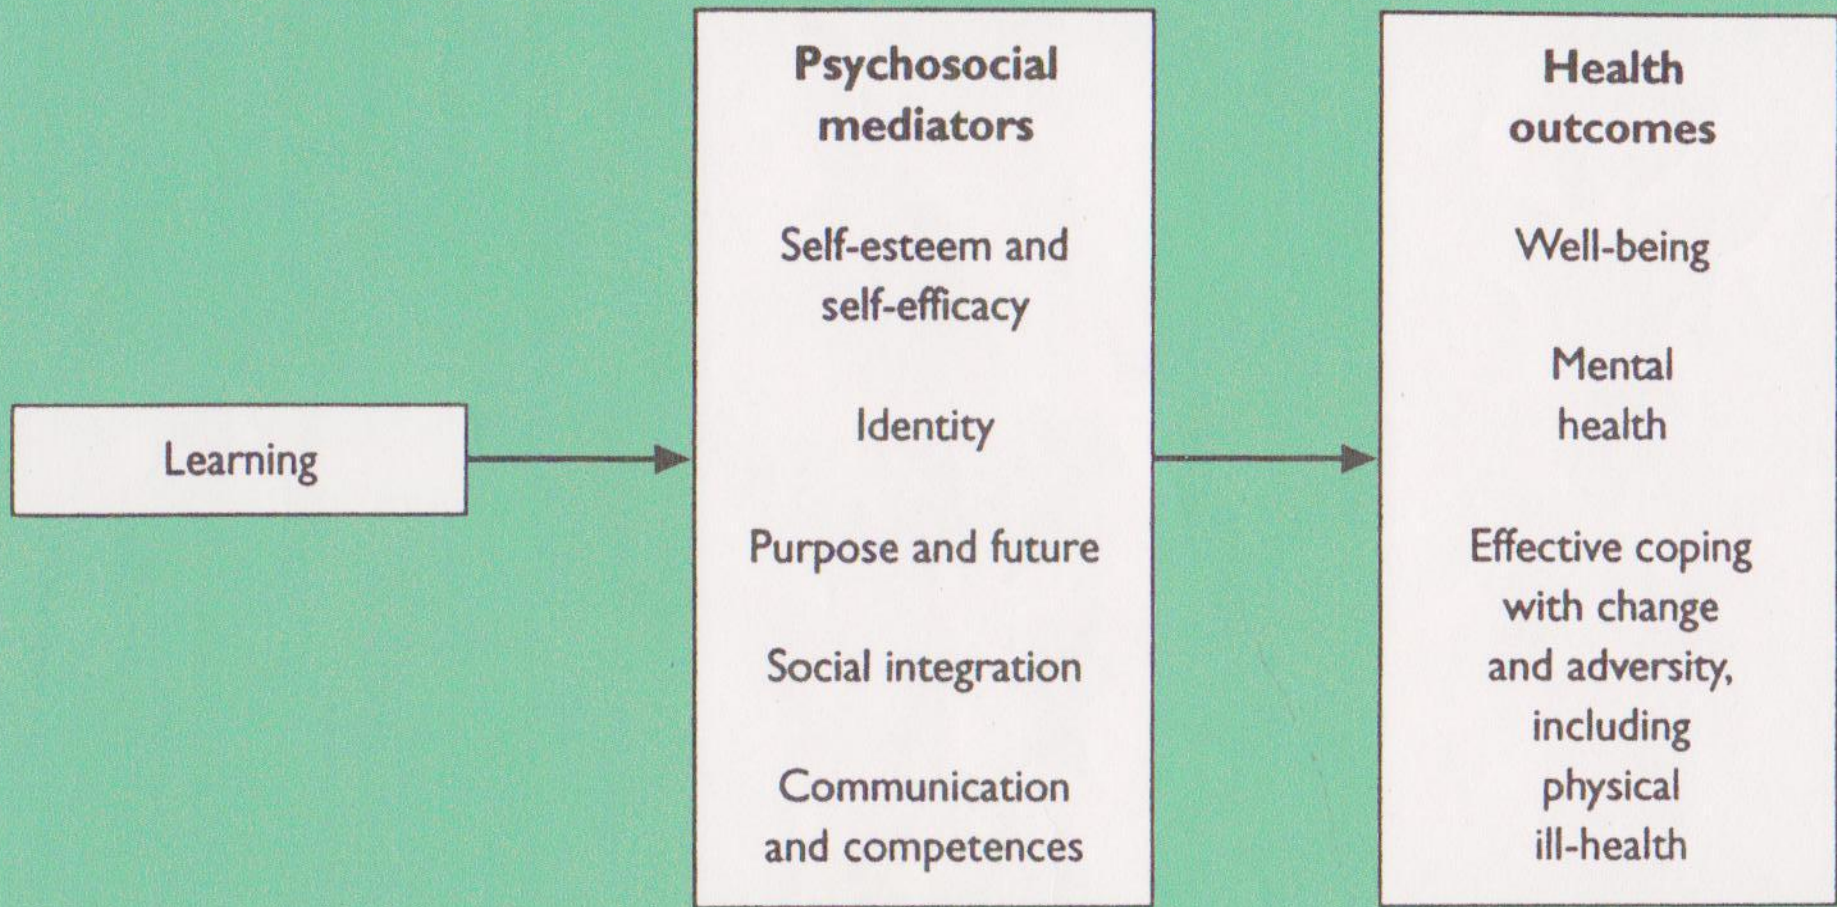 Learning
Psychosocial
mediators
Self-esteem and
self-efficacy
Identity
Purpose and future
Social integration
Communication
and competences
Health
outcomes
Well-being
Mental
health
Effective coping
with change
and adversity,
including
physical
ill-health